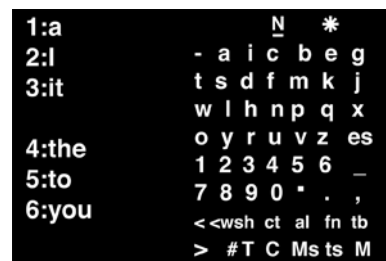 1:a
2:I
3:it
4:the
5:to
6:you
N *
- a i c b e g
t s d f m k j
w l h n p q x
o y r u v z es
1 2 3 4 5 6 _
7 8 9 0 " . ,
< <wsh ct al fn tb
> #T C Ms ts M